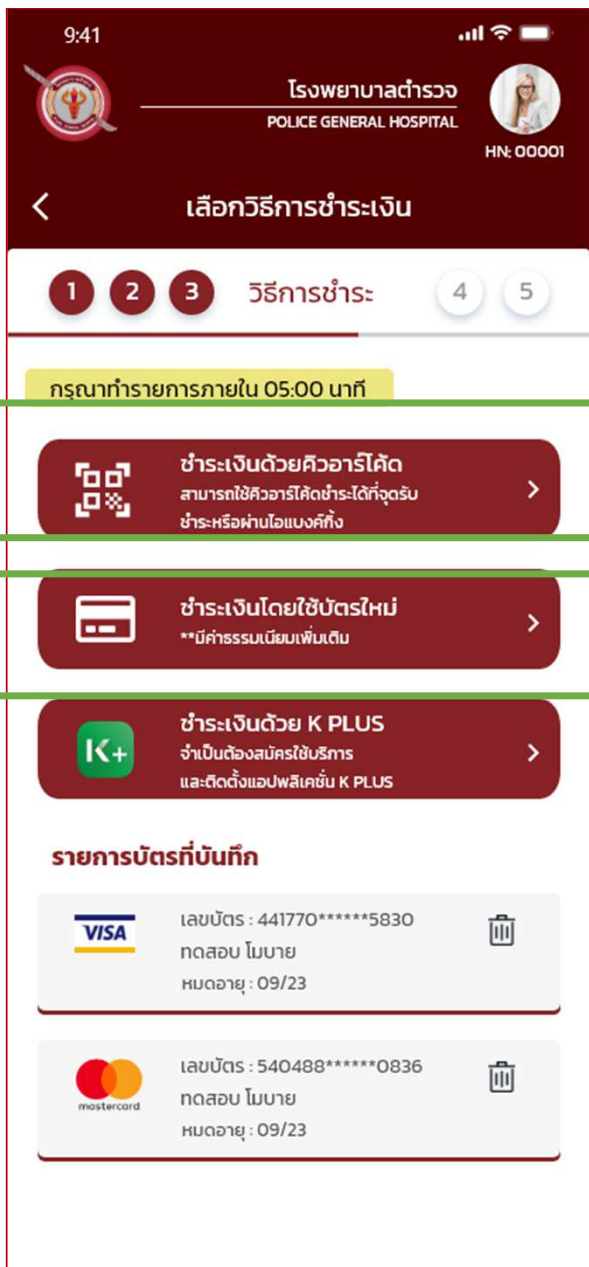 9:41
โรงพยาบาลตำรวจ
POLICE GENERAL HOSPITAL
HN: 00001
เลือกวิธีการชำระเงิน
1 2 3 วิธีการชำระ 4 5
กรุณาทำรายการภายใน 05:00 นาที
ชำระเงินด้วยคิวอาร์โค้ด
สามารถใช้คิวอาร์โค้ดชำระได้ที่จุดรับ
ชำระหรือผ่านโอแบงค์กิ้ง
ชำระเงินโดยใช้บัตรใหม่
**มีค่าธรรมเนียมเพิ่มเติม
K+
ชำระเงินด้วย K PLUS
จำเป็นต้องสมัครใช้บริการ
และติดตั้งแอปพลิเคชั่น K PLUS
รายการบัตรที่บันทึก
VISA
เลขบัตร : 441770******5830
ทดสอบ โมบาย
หมดอายุ : 09/23
mastercard
เลขบัตร : 540488******0836
ทดสอบ โมบาย
หมดอายุ : 09/23